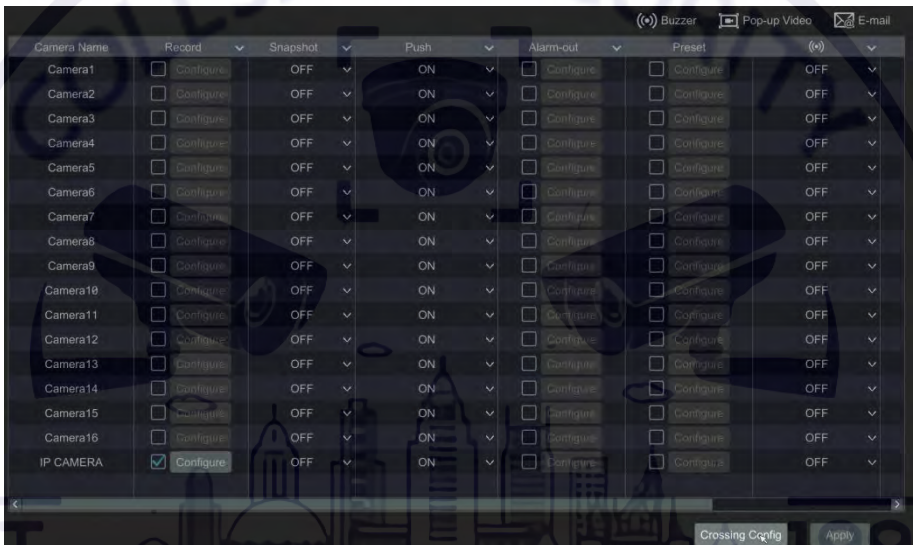 Buzzer Pop-up Video E-mail
Camera Name Record Snapshot Push Alarm-out Preset
Camera1 Configure OFF ON Configure Configure OFF
Camera2 Configure OFF ON Configure Configure OFF
Camera3 Configure OFF ON Configure Configure OFF
Camera4 Configure OFF ON Configure Configure OFF
Camera5 Configure OFF ON Configure Configure OFF
Camera6 Configure OFF ON Configure Configure OFF
Camera7 Configure OFF ON Configure Configure OFF
Camera8 Configure OFF ON Configure Configure OFF
Camera9 Configure OFF ON Configure Configure OFF
Camera10 Configure OFF ON Configure Configure OFF
Camera11 Configure OFF ON Configure Configure OFF
Camera12 Configure OFF ON Configure Configure OFF
Camera13 Configure OFF ON Configure Configure OFF
Camera14 Configure OFF ON Configure Configure OFF
Camera15 Configure OFF ON Configure Configure OFF
Camera16 Configure OFF ON Configure Configure OFF
IP CAMERA Configure OFF ON Configure Configure OFF
Crossing Config Apply